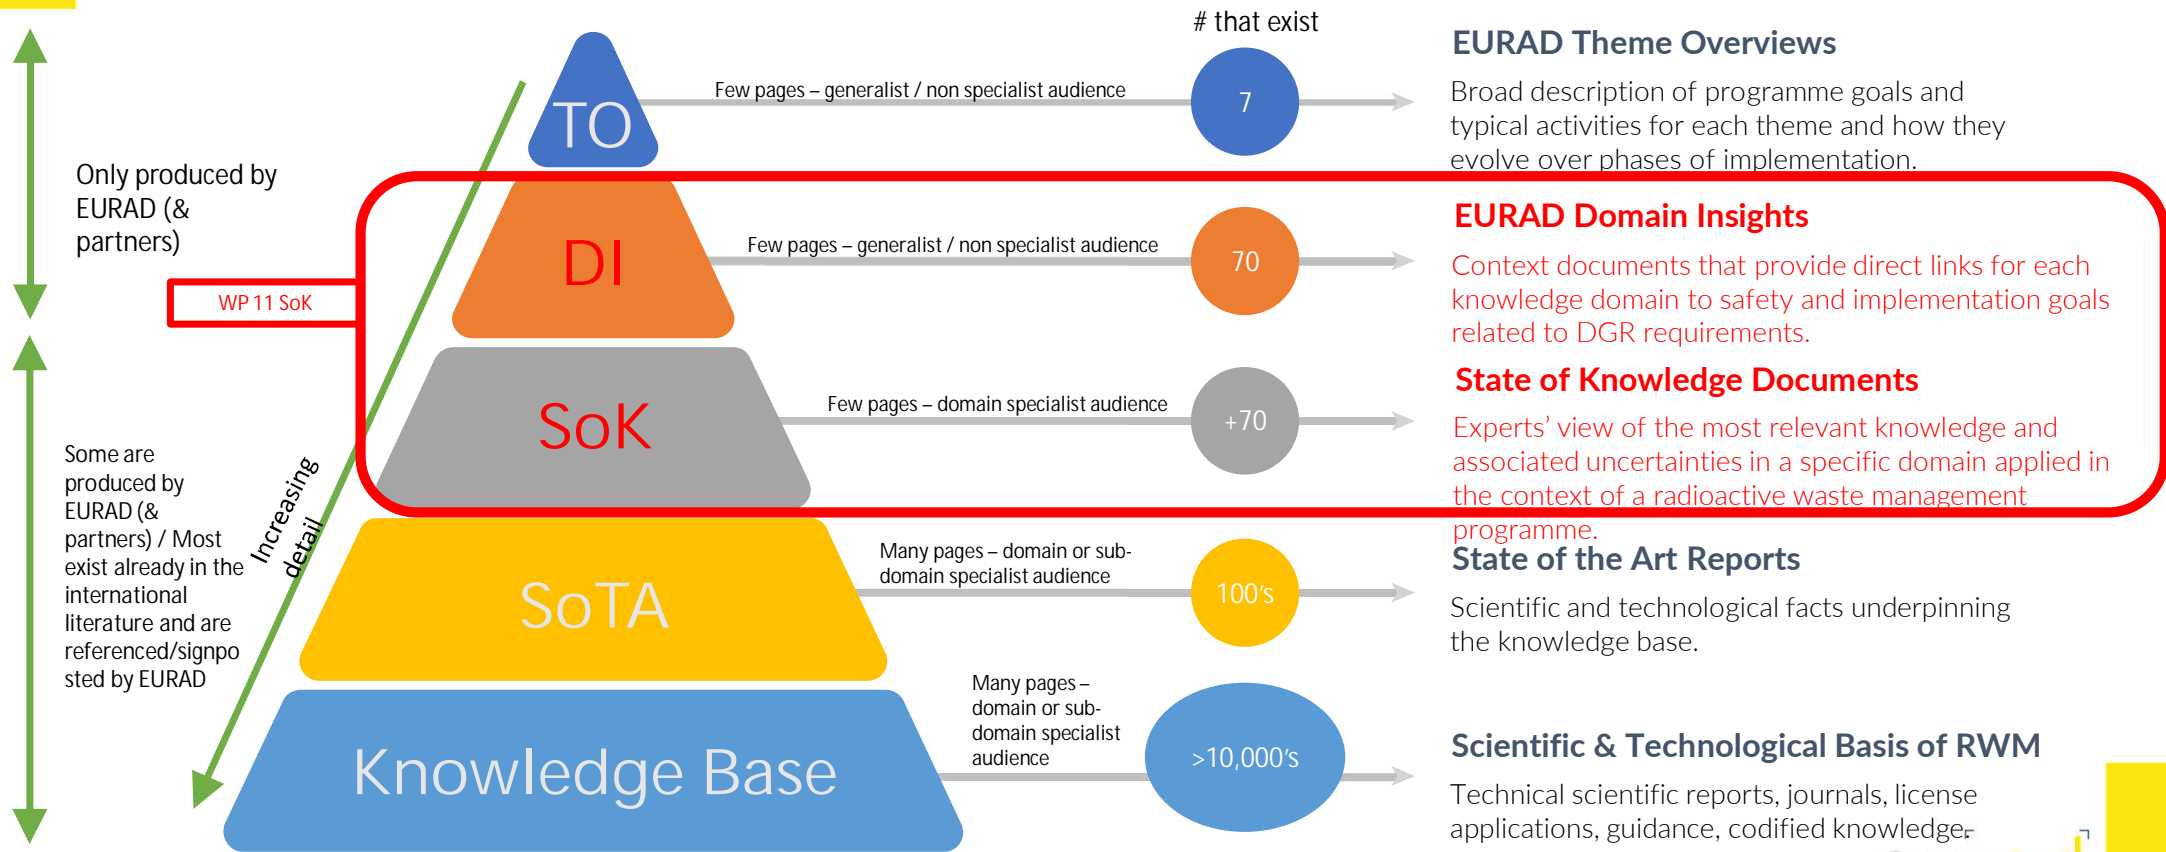 # that exist
TO
Few pages – generalist / non specialist audience
7
EURAD Theme Overviews
Broad description of programme goals and
typical activities for each theme and how they
evolve over phases of implementation.
Only produced by
EURAD (&
partners)
WP 11 SoK
DI
Few pages – generalist / non specialist audience
70
EURAD Domain Insights
Context documents that provide direct links for each
knowledge domain to safety and implementation goals
related to DGR requirements.
SoK
Few pages – domain specialist audience
+70
State of Knowledge Documents
Experts’ view of the most relevant knowledge and
associated uncertainties in a specific domain applied in
the context of a radioactive waste management
programme.
Some are
produced by
EURAD (&
partners) / Most
exist already in the
international
literature and are
referenced/signpo
sted by EURAD
Increasing
detail
SoTA
Many pages – domain or sub-
domain specialist audience
100’s
State of the Art Reports
Scientific and technological facts underpinning
the knowledge base.
Knowledge Base
Many pages –
domain or sub-
domain specialist
audience
>10,000’s
Scientific & Technological Basis of RWM
Technical scientific reports, journals, license
applications, guidance, codified knowledge.